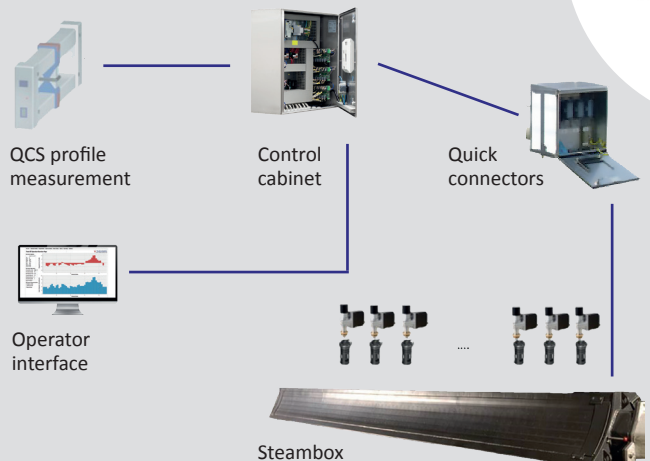 QCS profile
measurement
Control
cabinet
Quick
connectors
Operator
interface
....
Steambox